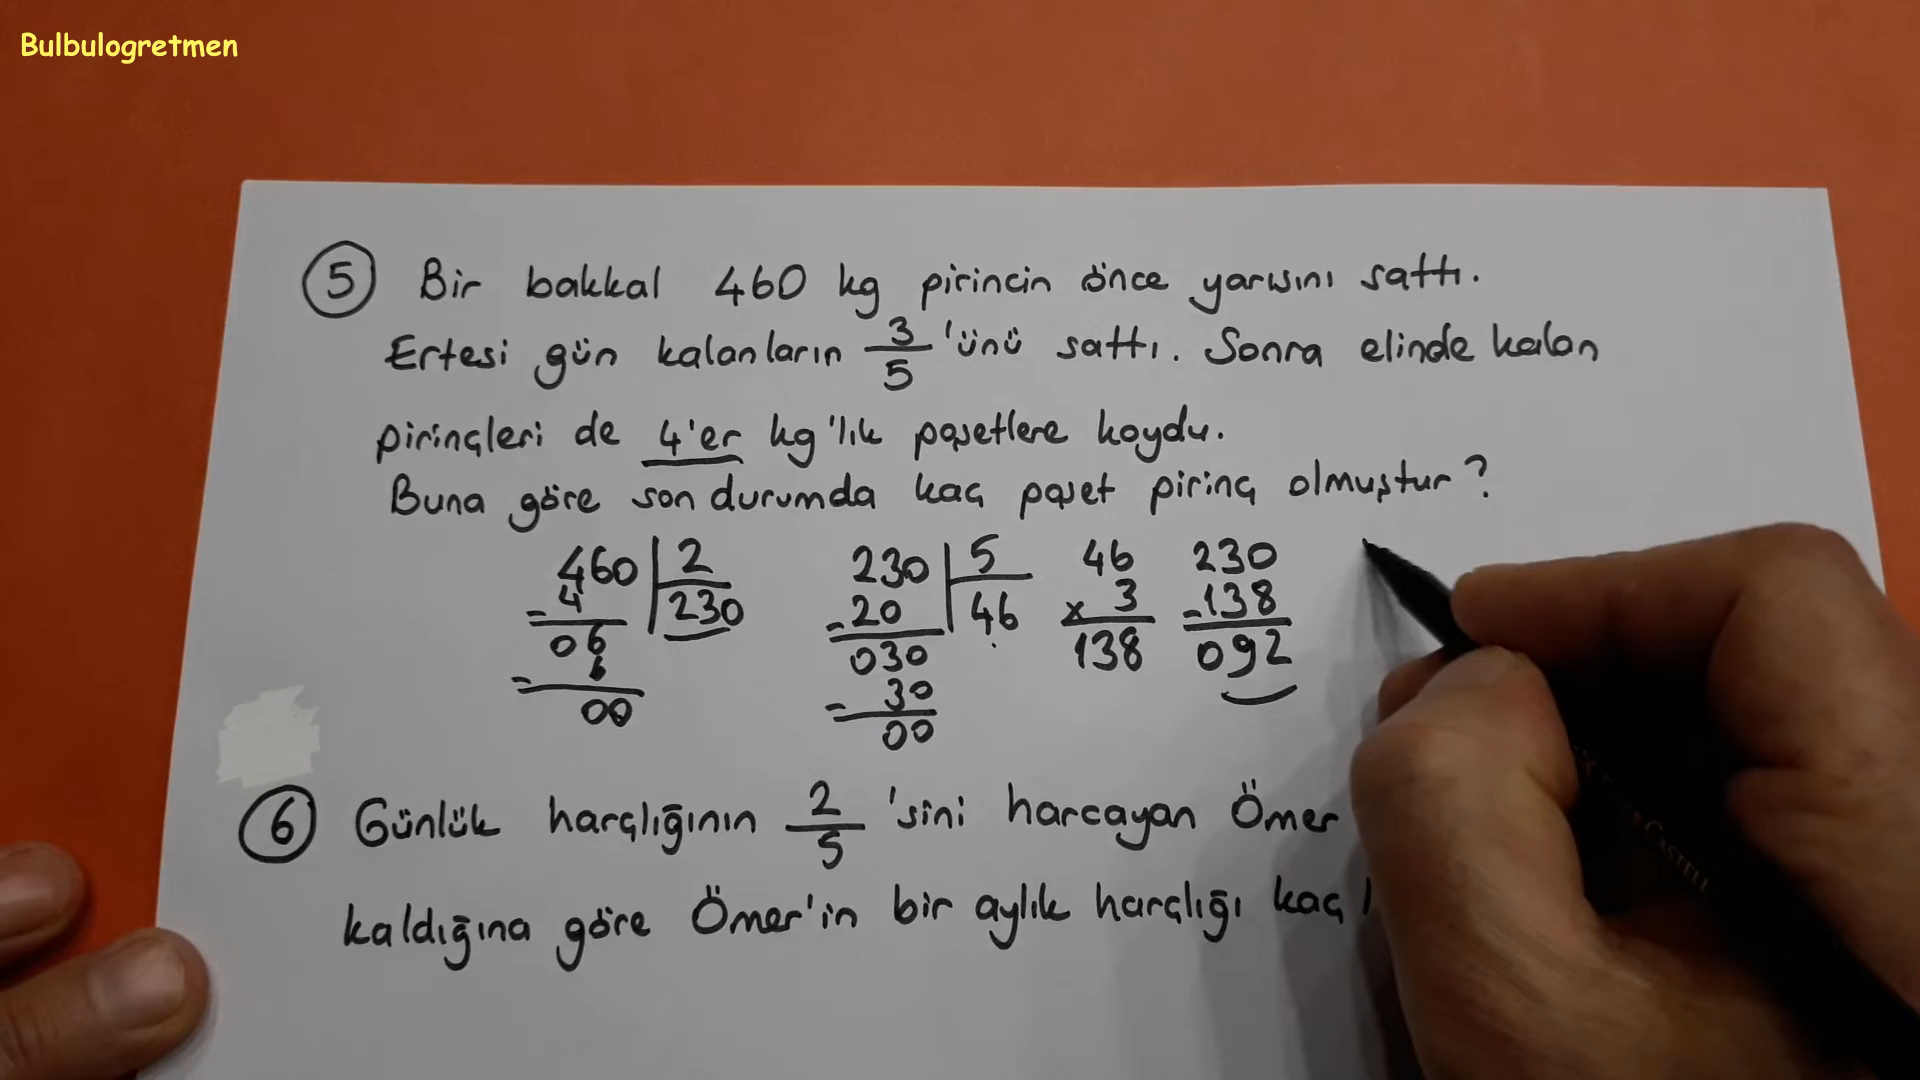 Bulbulogretmen
5 Bir bakkal 460 kg pirincin önce yarısını sattı.
Ertesi gün kalanların 3/5 'ünü sattı. Sonra elinde kalan
pirinçleri de 4'er kg'lık poşetlere koydu.
Buna göre son durumda kaç poşet pirinç olmuştur?
460 | 2
- 4 230
06
- 6
00
230 | 5
- 20 46
030
- 30
00
46
x 3
138
230
- 138
092
6 Günlük harçlığının 2/5 'sini harcayan Ömer
kaldığına göre Ömer'in bir aylık harçlığı kaç